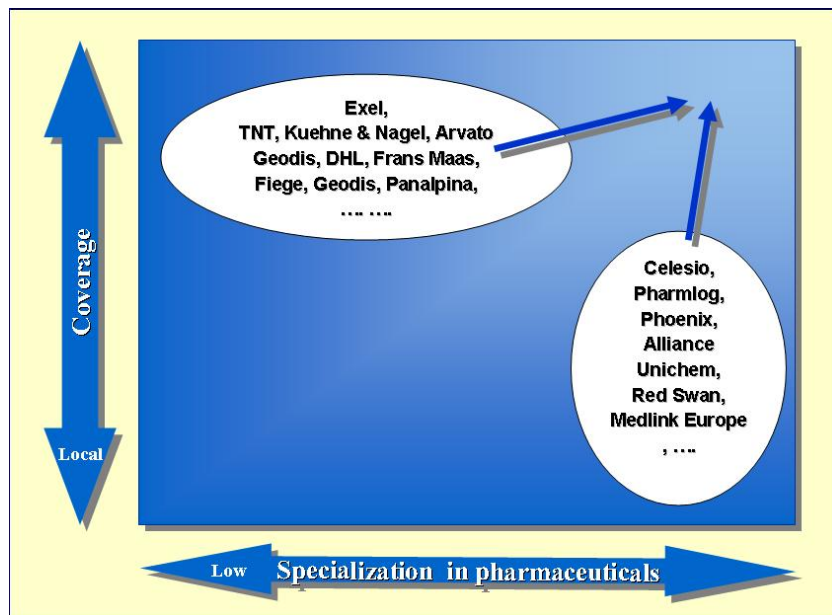 Exel,
TNT, Kuehne & Nagel, Arvato
Geodis, DHL, Frans Maas,
Fiege, Geodis, Panalpina,
…. ….
Celesio,
Pharmlog,
Phoenix,
Alliance
Unichem,
Red Swan,
Medlink Europe
, ….
Coverage
Local
Low
Specialization in pharmaceuticals